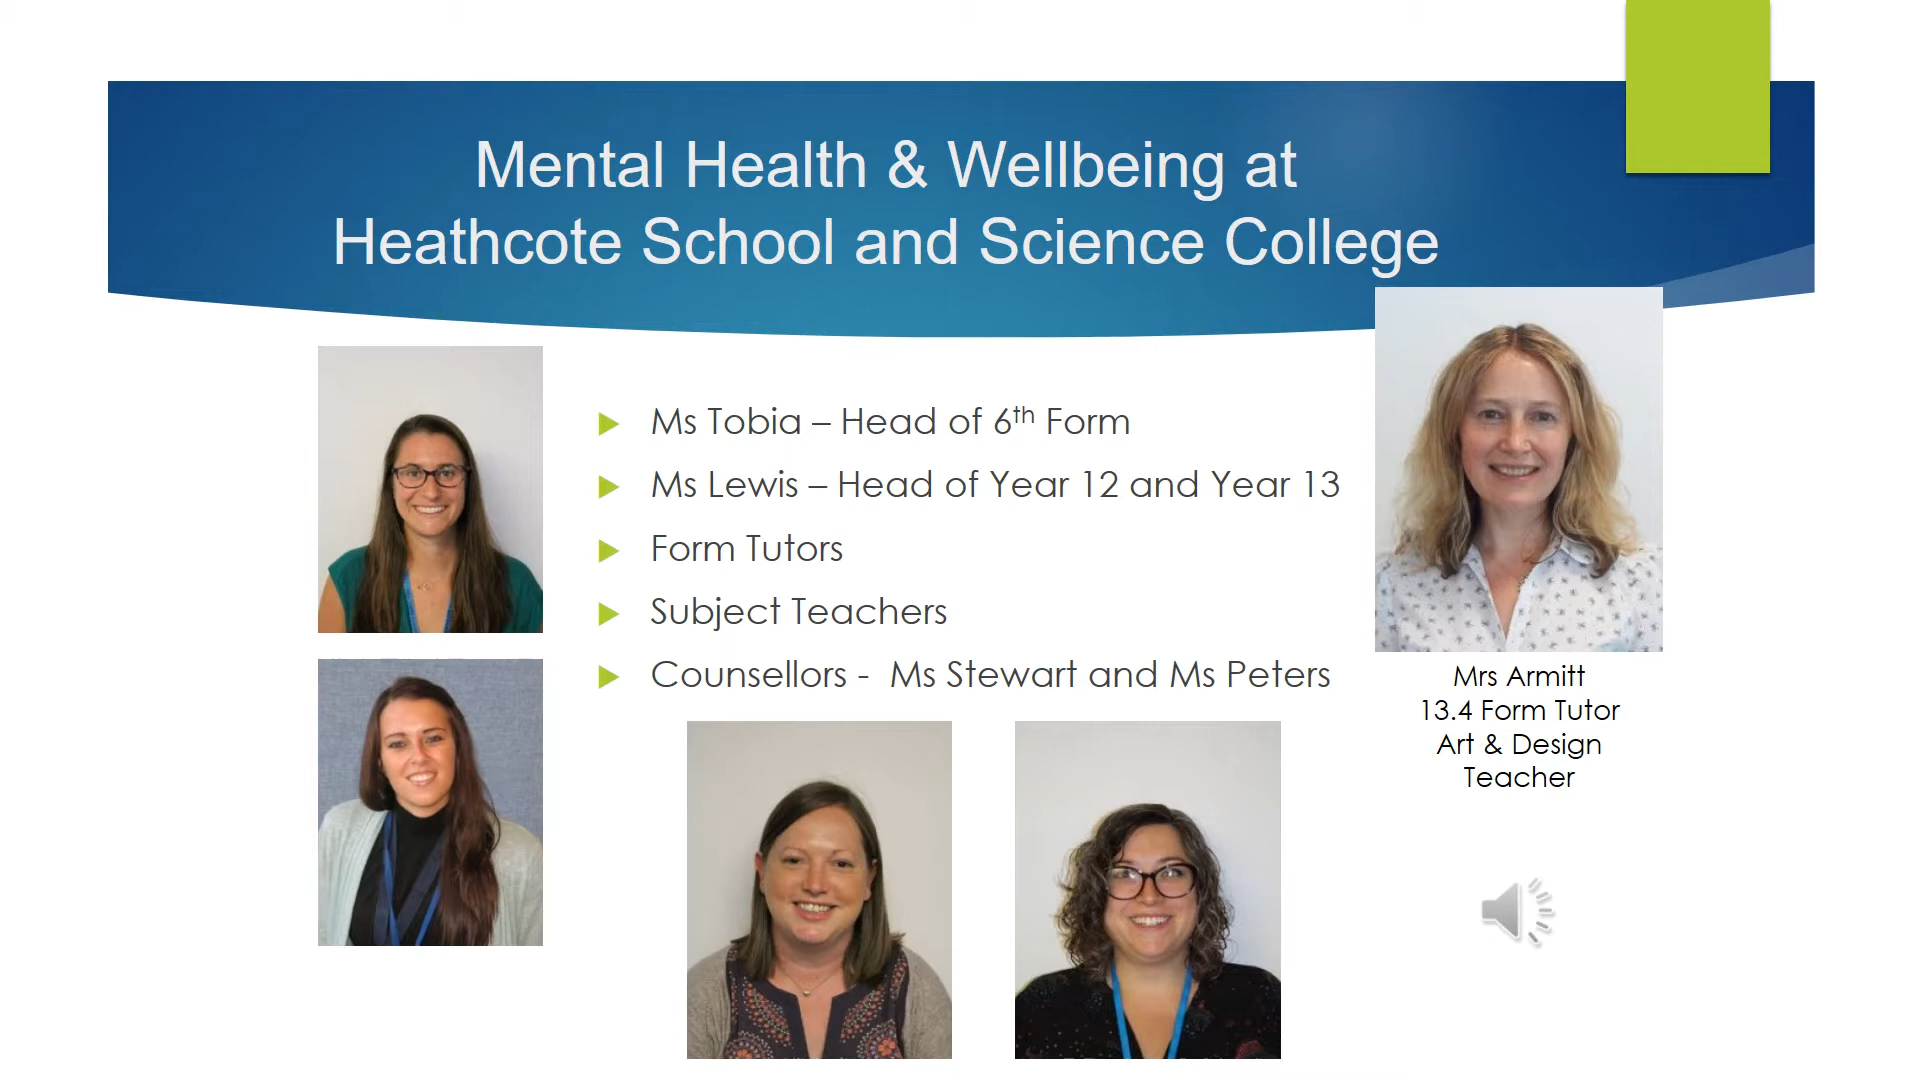 Mental Health & Wellbeing at
Heathcote School and Science College
Ms Tobia – Head of 6th Form
Ms Lewis – Head of Year 12 and Year 13
Form Tutors
Subject Teachers
Counsellors - Ms Stewart and Ms Peters
Mrs Armitt
13.4 Form Tutor
Art & Design
Teacher